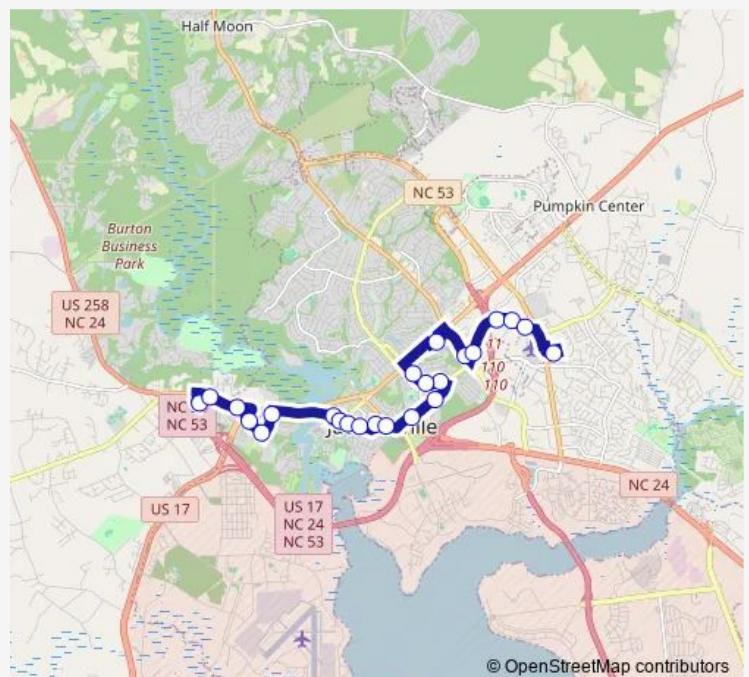 Half Moon
NC 53
Pumpkin Center
Burton
Business
Park
US 258
NC 24
11
110
110
NC 53
NC 24
US 17
US 17
NC 24
NC 53
© OpenStreetMap contributors